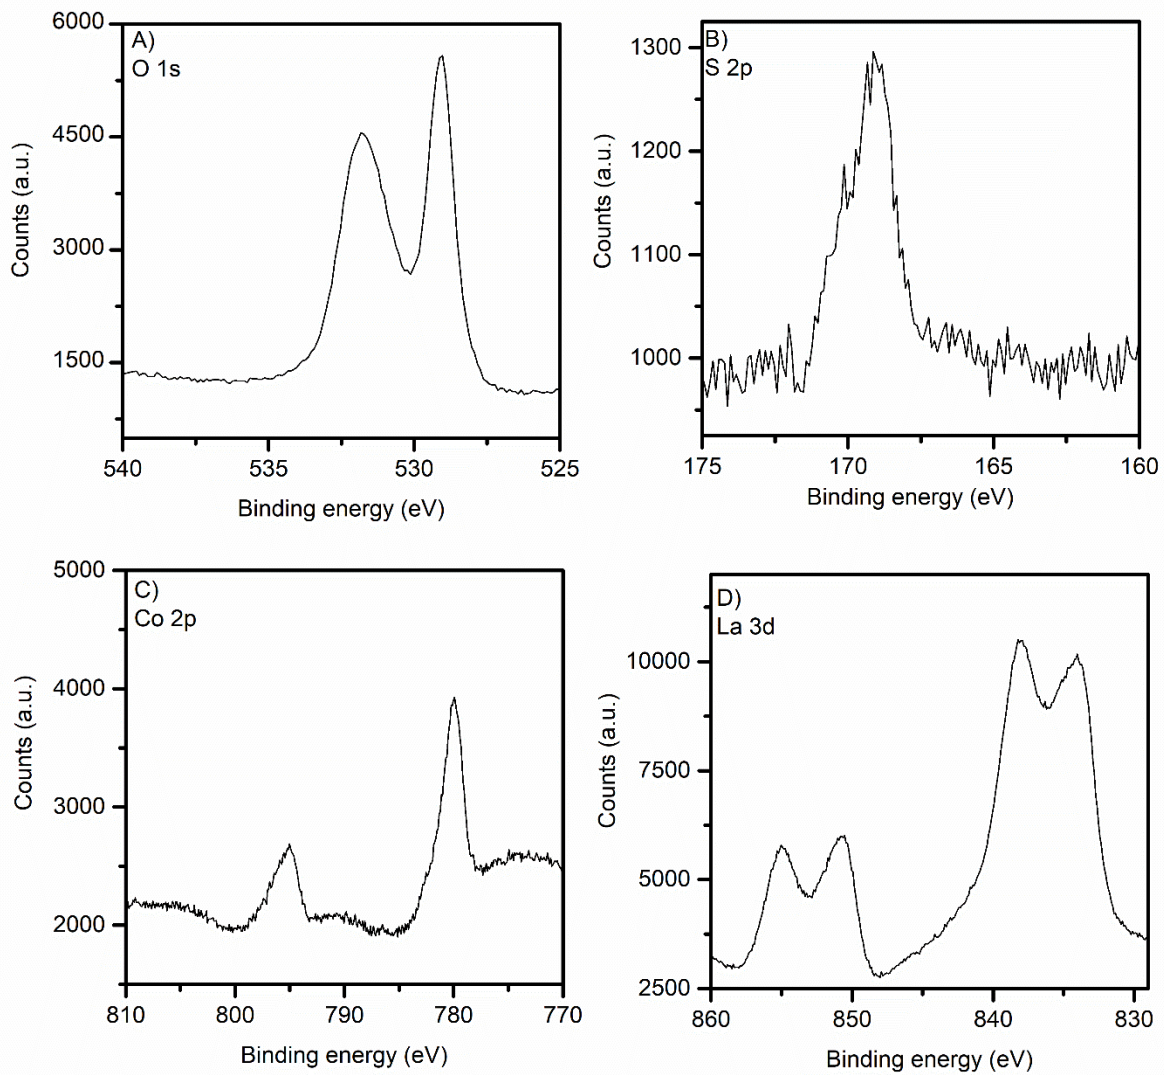 A)
O 1s
6000
4500
3000
1500
Counts (a.u.)
540
535
530
525
Binding energy (eV)
B)
S 2p
1300
1200
1100
1000
Counts (a.u.)
175
170
165
160
Binding energy (eV)
C)
Co 2p
5000
4000
3000
2000
Counts (a.u.)
810
800
790
780
770
Binding energy (eV)
D)
La 3d
10000
7500
5000
2500
Counts (a.u.)
860
850
840
830
Binding energy (eV)